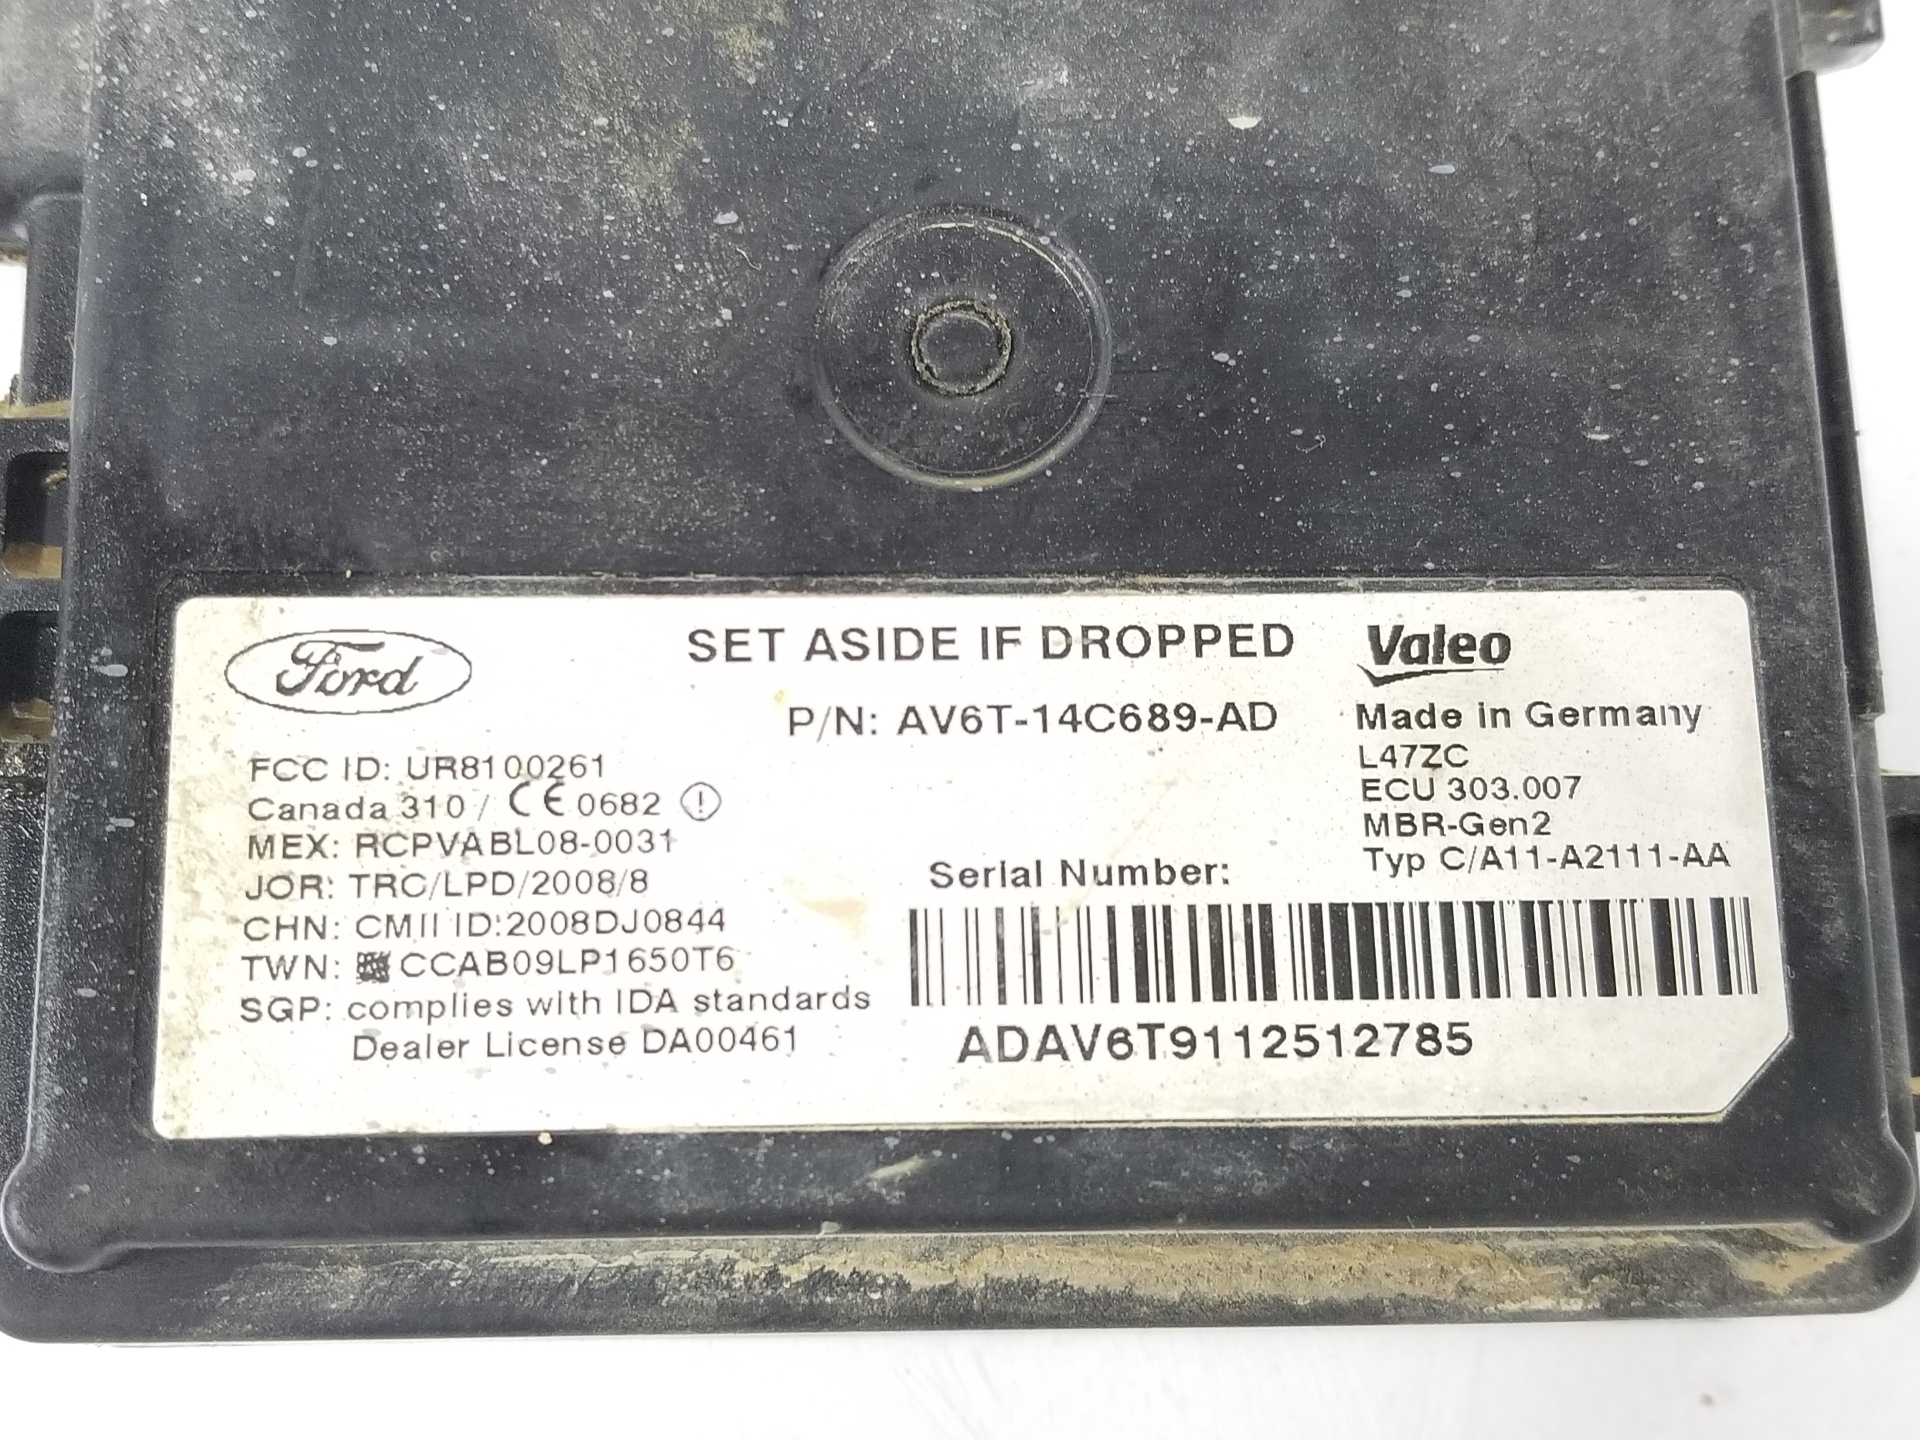 Ford
SET ASIDE IF DROPPED
Valeo
P/N: AV6T-14C689-AD
Made in Germany
L47ZC
ECU 303.007
MBR-Gen2
Typ C/A11-A2111-AA
FCC ID: UR8100261
Canada 310 / CE 0682 !
MEX: RCPVABL08-0031
JOR: TRC/LPD/2008/8
CHN: CMII ID:2008DJ0844
TWN: CCAB09LP1650T6
SGP: complies with IDA standards
Dealer License DA00461
Serial Number:
ADAV6T9112512785